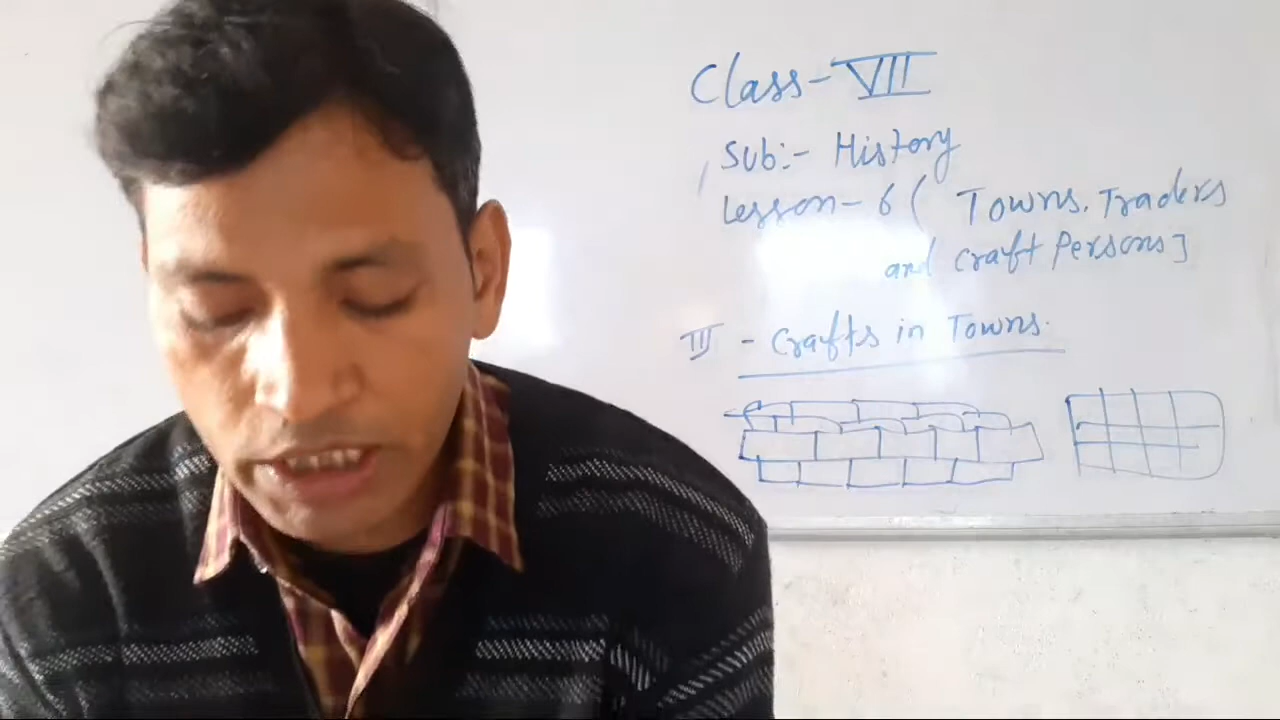 Class-VII
Sub:- History
Lesson-6 ( Towns, Traders
and Craft Persons]
III - Crafts in Towns.